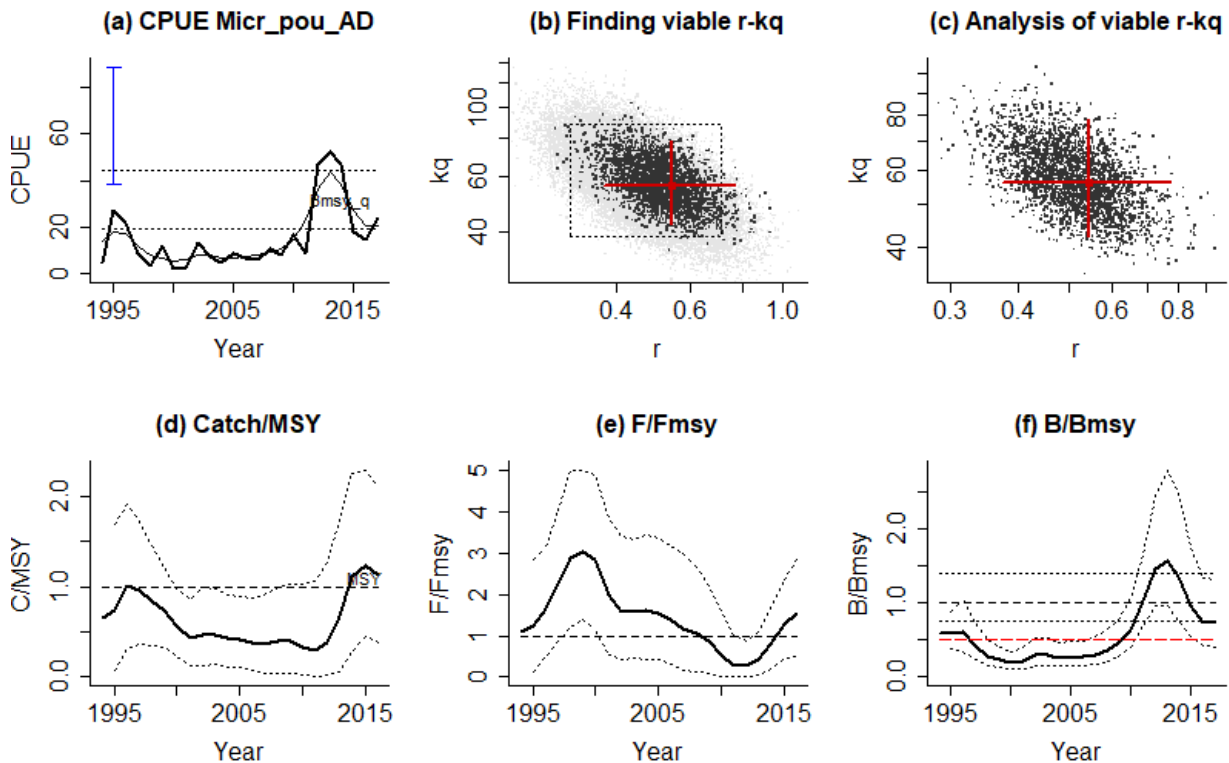 (a) CPUE Micr_pou_AD
CPUE
0
20
60
Bmsy_q
1995
2005
2015
Year
(b) Finding viable r-kq
kq
40
60
100
0.4
0.6
1.0
r
(c) Analysis of viable r-kq
kq
40
60
80
0.3
0.4
0.6
0.8
r
(d) Catch/MSY
C/MSY
0.0
1.0
2.0
MSY
1995
2005
2015
Year
(e) F/Fmsy
F/Fmsy
0
1
2
3
4
5
1995
2005
2015
Year
(f) B/Bmsy
B/Bmsy
0.0
1.0
2.0
1995
2005
2015
Year